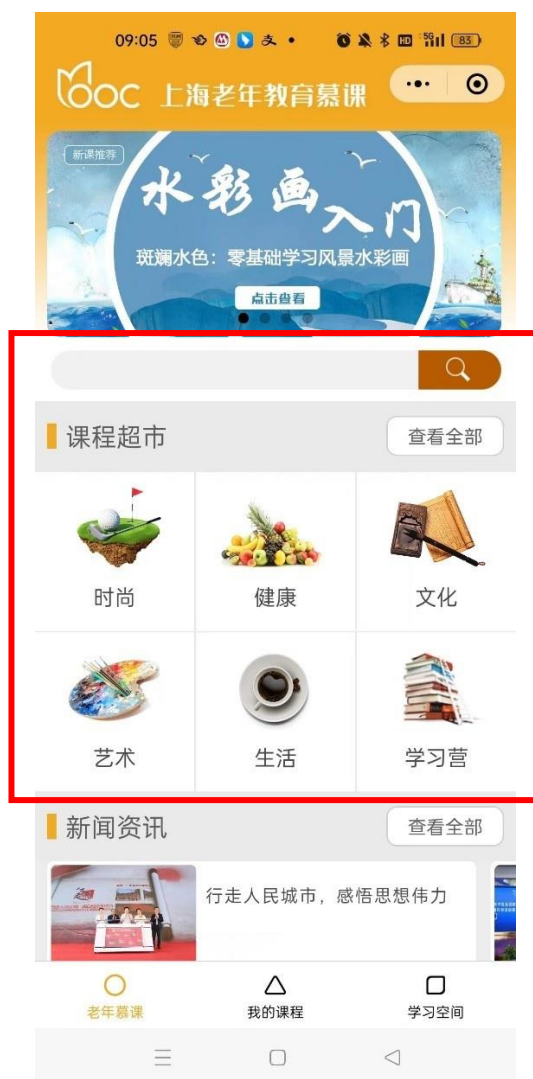 09:05 支 HD 5G 83
mooc 上海老年教育慕课
新课推荐
水彩画入门
斑斓水色：零基础学习风景水彩画
点击查看
课程超市 查看全部
时尚 健康 文化
艺术 生活 学习营
新闻资讯 查看全部
行走人民城市，感悟思想伟力
老年慕课 我的课程 学习空间